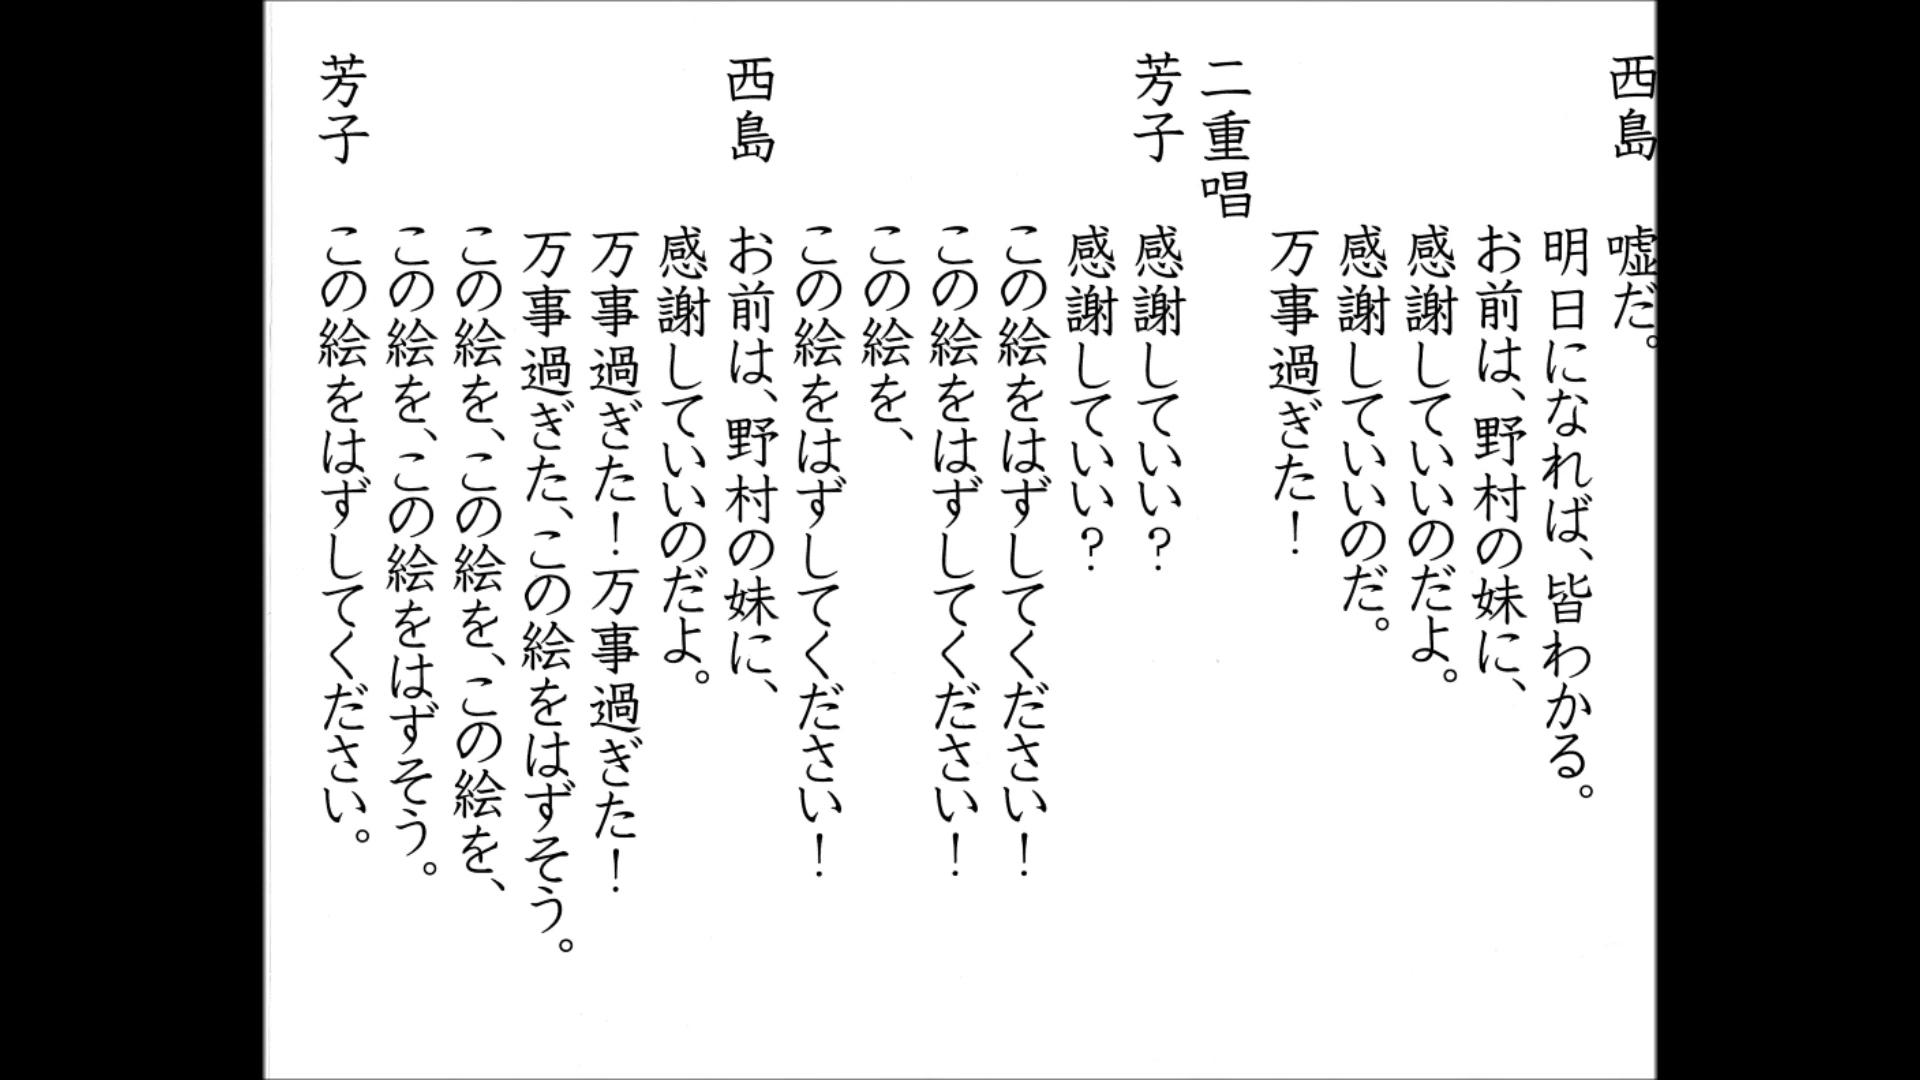 西島　嘘だ。
明日になれば、皆わかる。
お前は、野村の妹に、
感謝していいのだよ。
感謝していいのだ。
万事過ぎた！
二重唱
芳子　感謝していい？
感謝していい？
この絵をはずしてください！
この絵をはずしてください！
この絵を、
この絵をはずしてください！
西島　お前は、野村の妹に、
感謝していいのだよ。
万事過ぎた！万事過ぎた！
万事過ぎた、この絵をはずそう。
この絵を、この絵を、この絵を、
この絵を、この絵をはずそう。
芳子　この絵をはずしてください。